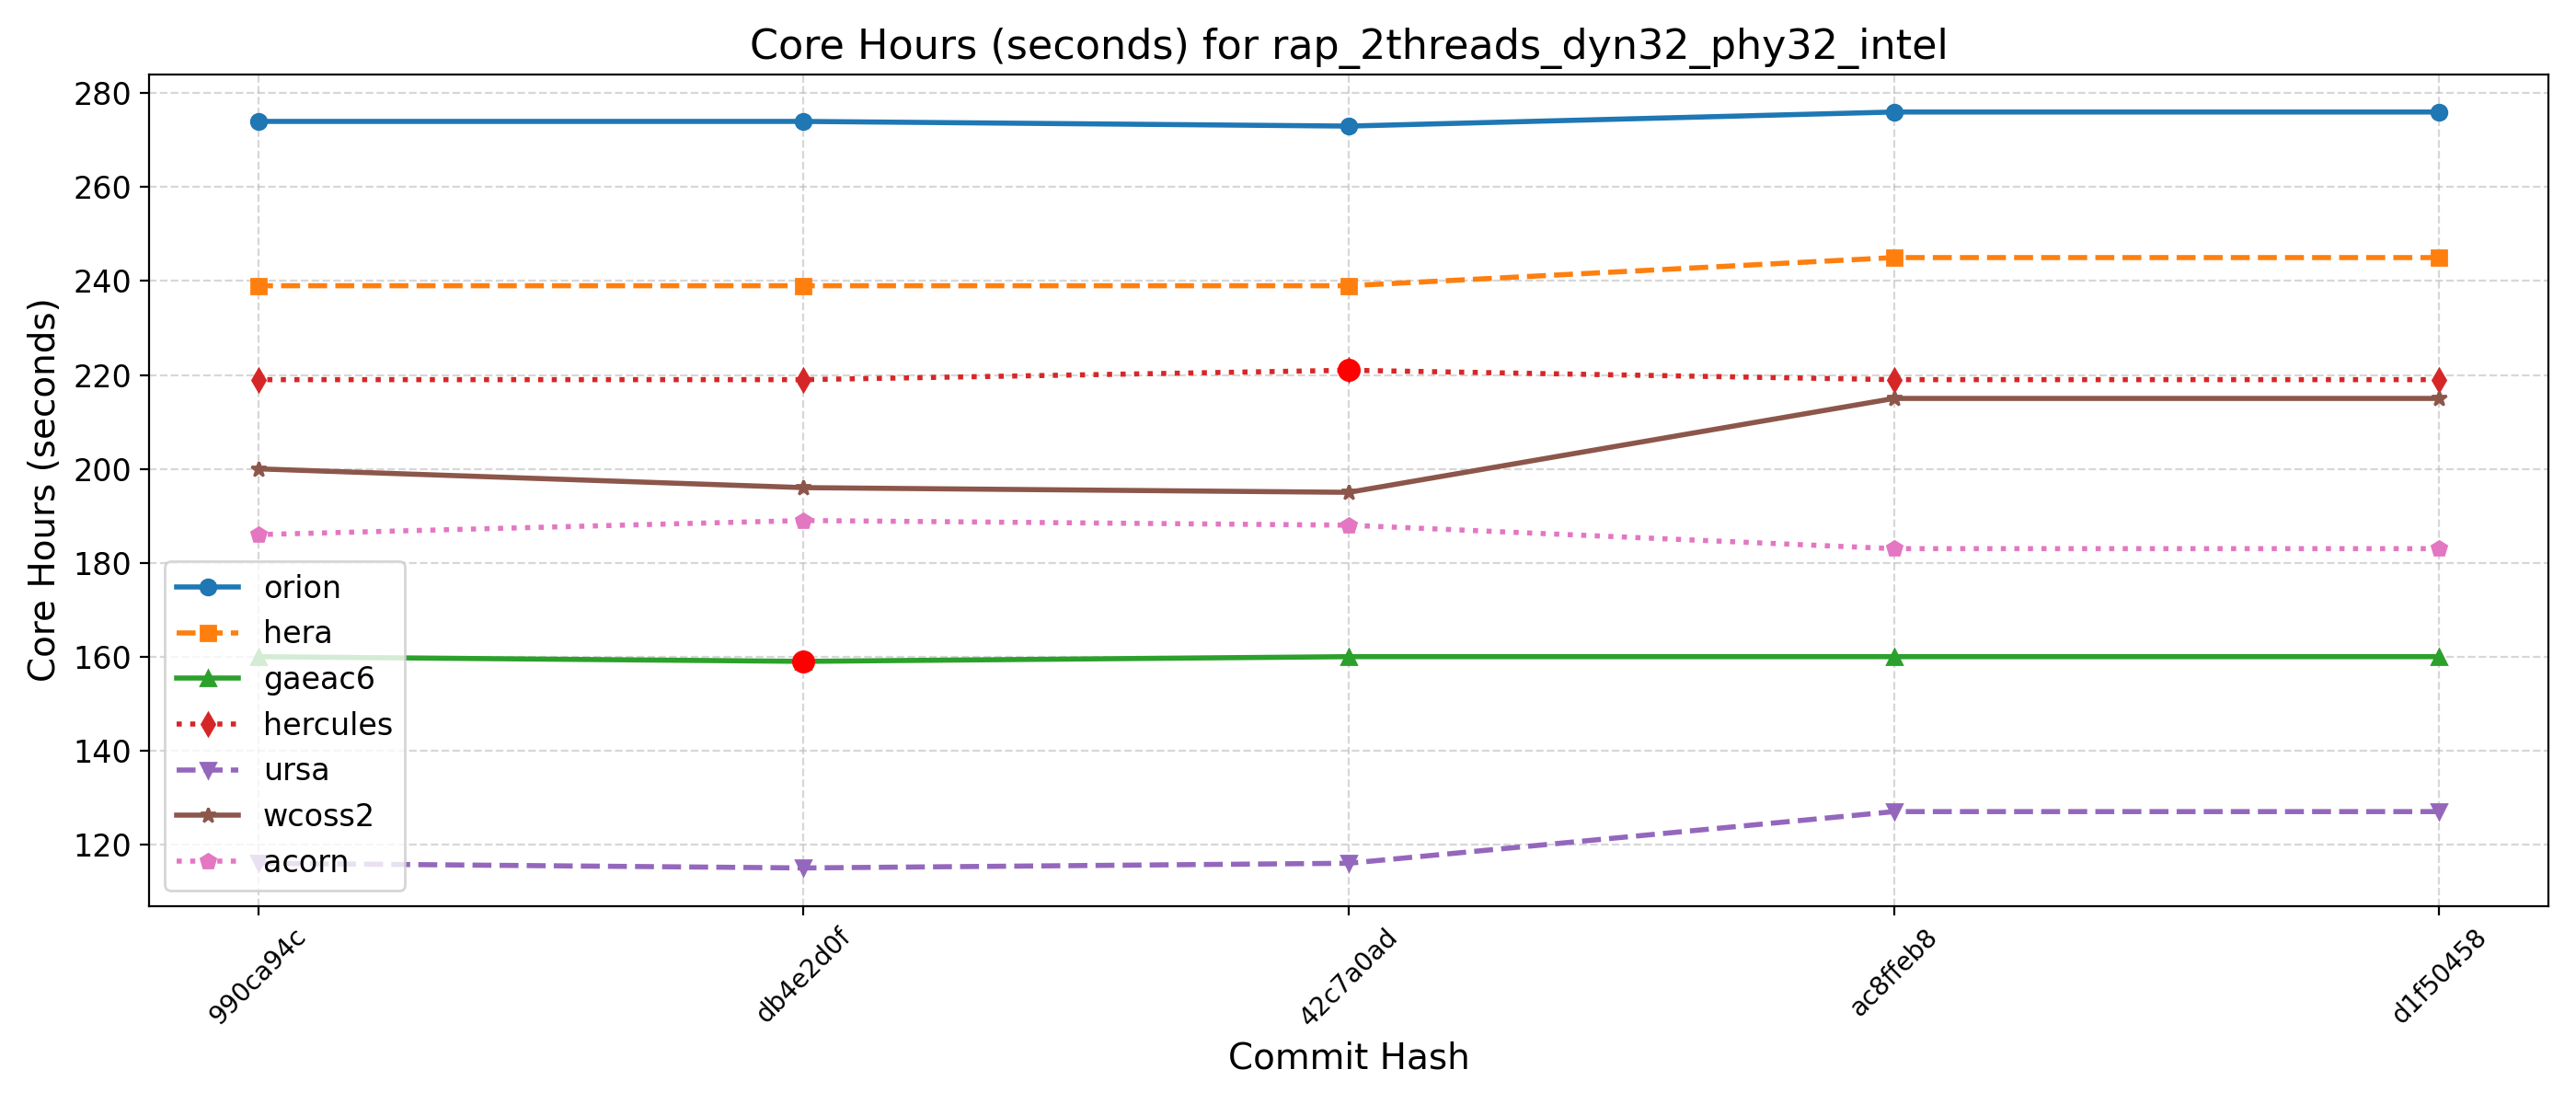 Core Hours (seconds) for rap_2threads_dyn32_phy32_intel
Core Hours (seconds)
280
260
240
220
200
180
160
140
120
orion
hera
gaeac6
hercules
ursa
wcoss2
acorn
990ca94c
db4e2d0f
42c7a0ad
ac8ffeb8
d1f50458
Commit Hash